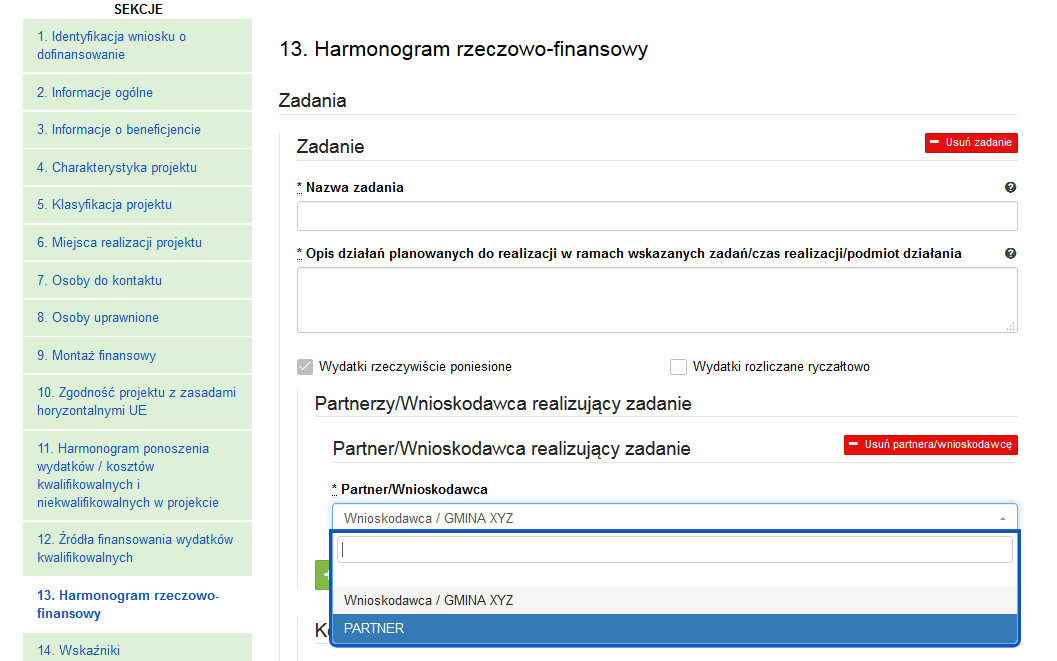 SEKCJE
1. Identyfikacja wniosku o
dofinansowanie
2. Informacje ogólne
3. Informacje o beneficjencie
4. Charakterystyka projektu
5. Klasyfikacja projektu
6. Miejsca realizacji projektu
7. Osoby do kontaktu
8. Osoby uprawnione
9. Montaż finansowy
10. Zgodność projektu z zasadami
horyzontalnymi UE
11. Harmonogram ponoszenia
wydatków / kosztów
kwalifikowalnych i
niekwalifikowalnych w projekcie
12. Źródła finansowania wydatków
kwalifikowalnych
13. Harmonogram rzeczowo-
finansowy
14. Wskaźniki
13. Harmonogram rzeczowo-finansowy
Zadania
Zadanie
Usuń zadanie
* Nazwa zadania
* Opis działań planowanych do realizacji w ramach wskazanych zadań/czas realizacji/podmiot działania
Wydatki rzeczywiście poniesione
Wydatki rozliczane ryczałtowo
Partnerzy/Wnioskodawca realizujący zadanie
Partner/Wnioskodawca realizujący zadanie
Usuń partnera/wnioskodawcę
* Partner/Wnioskodawca
Wnioskodawca / GMINA XYZ
Wnioskodawca / GMINA XYZ
PARTNER